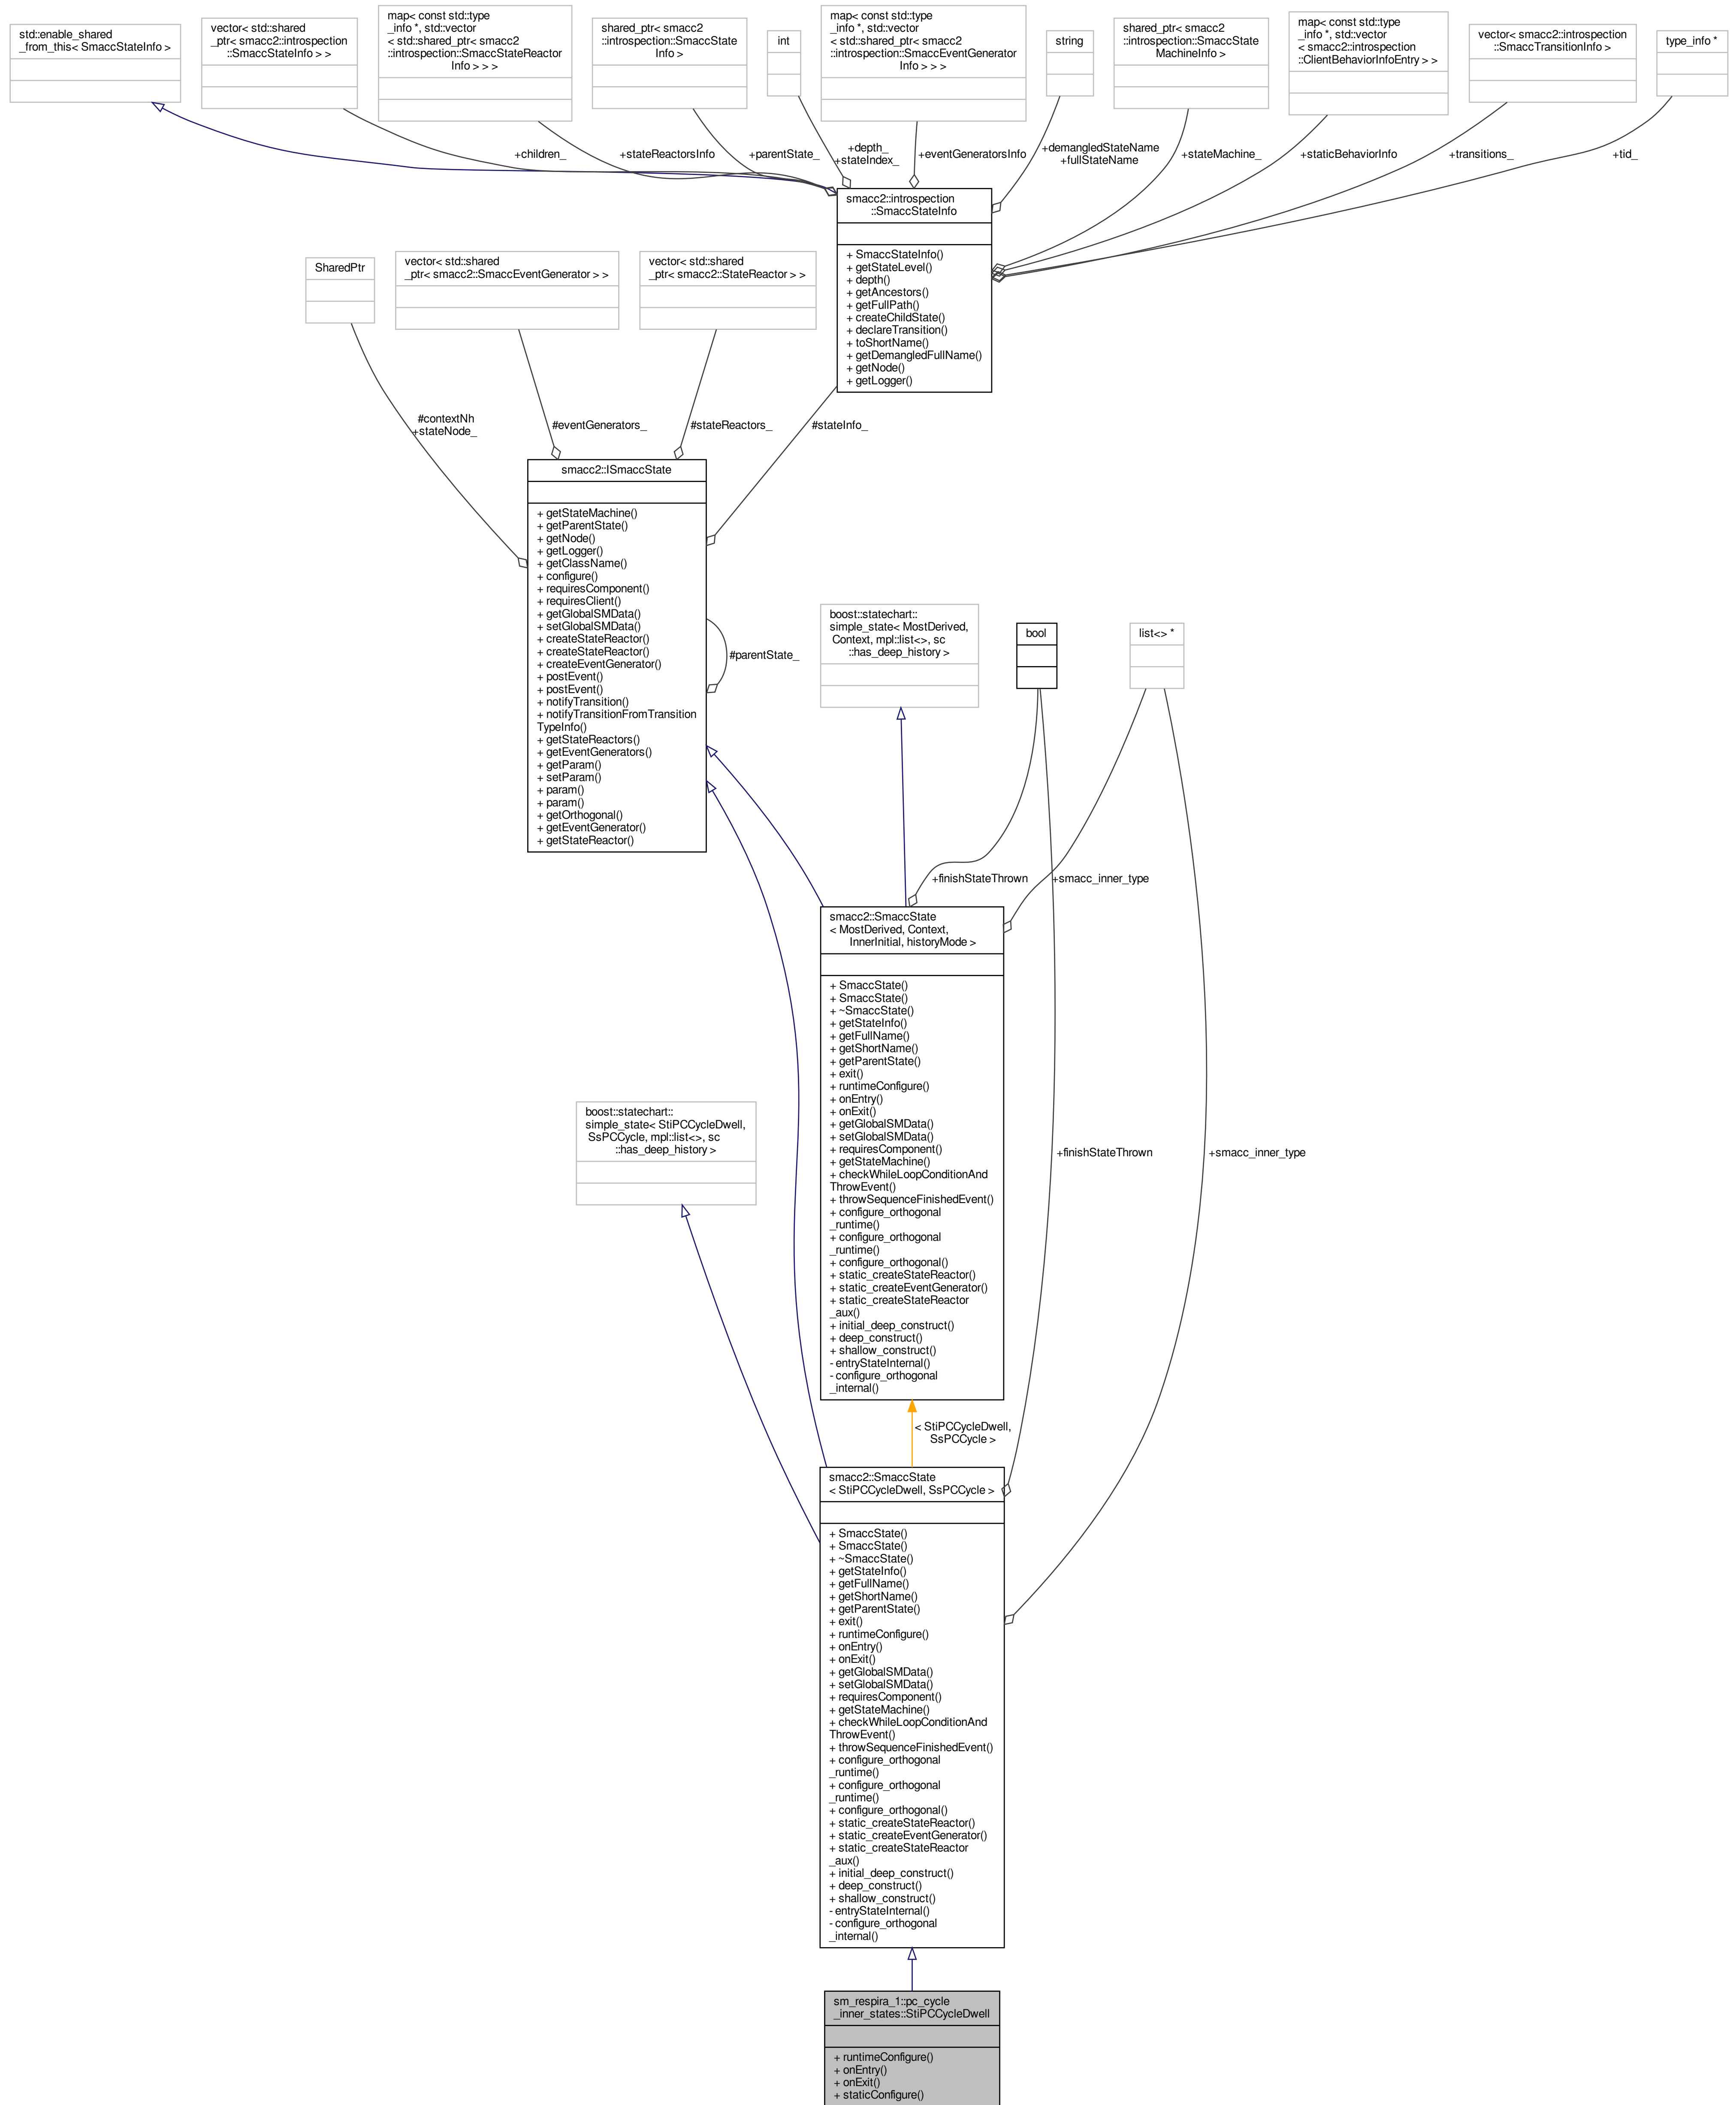 std::enable_shared
_from_this< SmaccStateInfo >
vector< std::shared
_ptr< smacc2::introspection
::SmaccStateInfo > >
map< const std::type
_info *, std::vector
< std::shared_ptr< smacc2
::introspection::SmaccStateReactor
Info > > >
shared_ptr< smacc2
::introspection::SmaccState
Info >
int
map< const std::type
_info *, std::vector
< std::shared_ptr< smacc2
::introspection::SmaccEventGenerator
Info > > >
string
shared_ptr< smacc2
::introspection::SmaccState
MachineInfo >
map< const std::type
_info *, std::vector
< smacc2::introspection
::ClientBehaviorInfoEntry > >
vector< smacc2::introspection
::SmaccTransitionInfo >
type_info *
+children_
+stateReactorsInfo
+parentState_
+depth_
+stateIndex_
+eventGeneratorsInfo
+demangledStateName
+fullStateName
+stateMachine_
+staticBehaviorInfo
+transitions_
+tid_
smacc2::introspection
::SmaccStateInfo
+ SmaccStateInfo()
+ getStateLevel()
+ depth()
+ getAncestors()
+ getFullPath()
+ createChildState()
+ declareTransition()
+ toShortName()
+ getDemangledFullName()
+ getNode()
+ getLogger()
SharedPtr
vector< std::shared
_ptr< smacc2::SmaccEventGenerator > >
vector< std::shared
_ptr< smacc2::StateReactor > >
#contextNh
+stateNode_
#eventGenerators_
#stateReactors_
#stateInfo_
smacc2::ISmaccState
+ getStateMachine()
+ getParentState()
+ getNode()
+ getLogger()
+ getClassName()
+ configure()
+ requiresComponent()
+ requiresClient()
+ getGlobalSMData()
+ setGlobalSMData()
+ createStateReactor()
+ createStateReactor()
+ createEventGenerator()
+ postEvent()
+ postEvent()
+ notifyTransition()
+ notifyTransitionFromTransition
TypeInfo()
+ getStateReactors()
+ getEventGenerators()
+ getParam()
+ setParam()
+ param()
+ param()
+ getOrthogonal()
+ getEventGenerator()
+ getStateReactor()
#parentState_
boost::statechart::
simple_state< MostDerived,
Context, mpl::list<>, sc
::has_deep_history >
bool
list<> *
+finishStateThrown
+smacc_inner_type
smacc2::SmaccState
< MostDerived, Context,
InnerInitial, historyMode >
+ SmaccState()
+ SmaccState()
+ ~SmaccState()
+ getStateInfo()
+ getFullName()
+ getShortName()
+ getParentState()
+ exit()
+ runtimeConfigure()
+ onEntry()
+ onExit()
+ getGlobalSMData()
+ setGlobalSMData()
+ requiresComponent()
+ getStateMachine()
+ checkWhileLoopConditionAnd
ThrowEvent()
+ throwSequenceFinishedEvent()
+ configure_orthogonal
_runtime()
+ configure_orthogonal
_runtime()
+ configure_orthogonal()
+ static_createStateReactor()
+ static_createEventGenerator()
+ static_createStateReactor
_aux()
+ initial_deep_construct()
+ deep_construct()
+ shallow_construct()
- entryStateInternal()
- configure_orthogonal
_internal()
boost::statechart::
simple_state< StiPCCycleDwell,
SsPCCycle, mpl::list<>, sc
::has_deep_history >
+finishStateThrown
+smacc_inner_type
< StiPCCycleDwell,
SsPCCycle >
smacc2::SmaccState
< StiPCCycleDwell, SsPCCycle >
+ SmaccState()
+ SmaccState()
+ ~SmaccState()
+ getStateInfo()
+ getFullName()
+ getShortName()
+ getParentState()
+ exit()
+ runtimeConfigure()
+ onEntry()
+ onExit()
+ getGlobalSMData()
+ setGlobalSMData()
+ requiresComponent()
+ getStateMachine()
+ checkWhileLoopConditionAnd
ThrowEvent()
+ throwSequenceFinishedEvent()
+ configure_orthogonal
_runtime()
+ configure_orthogonal
_runtime()
+ configure_orthogonal()
+ static_createStateReactor()
+ static_createEventGenerator()
+ static_createStateReactor
_aux()
+ initial_deep_construct()
+ deep_construct()
+ shallow_construct()
- entryStateInternal()
- configure_orthogonal
_internal()
sm_respira_1::pc_cycle
_inner_states::StiPCCycleDwell
+ runtimeConfigure()
+ onEntry()
+ onExit()
+ staticConfigure()